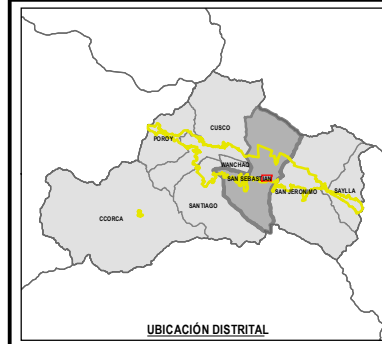 CUSCO
POROY
WANCHAQ
SAN SEBASTIAN
SAN JERONIMO
SAYLLA
SANTIAGO
CCORCA
UBICACIÓN DISTRITAL